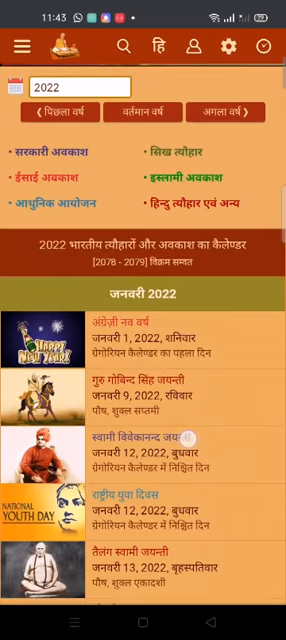 11:43
79
हि
2022
❮ पिछला वर्ष
वर्तमान वर्ष
अगला वर्ष ❯
• सरकारी अवकाश
• सिख त्यौहार
• ईसाई अवकाश
• इस्लामी अवकाश
• आधुनिक आयोजन
• हिन्दु त्यौहार एवं अन्य
2022 भारतीय त्यौहारों और अवकाश का कैलेण्डर
[2078 - 2079] विक्रम सम्वत
जनवरी 2022
HAPPY
NEW YEAR!
अंग्रेज़ी नव वर्ष
जनवरी 1, 2022, शनिवार
ग्रेगोरियन कैलेण्डर का पहला दिन
गुरु गोबिन्द सिंह जयन्ती
जनवरी 9, 2022, रविवार
पौष, शुक्ल सप्तमी
स्वामी विवेकानन्द जयन्ती
जनवरी 12, 2022, बुधवार
ग्रेगोरियन कैलेण्डर में निश्चित दिन
NATIONAL
YOUTH DAY
राष्ट्रीय युवा दिवस
जनवरी 12, 2022, बुधवार
ग्रेगोरियन कैलेण्डर में निश्चित दिन
तैलंग स्वामी जयन्ती
जनवरी 13, 2022, बृहस्पतिवार
पौष, शुक्ल एकादशी